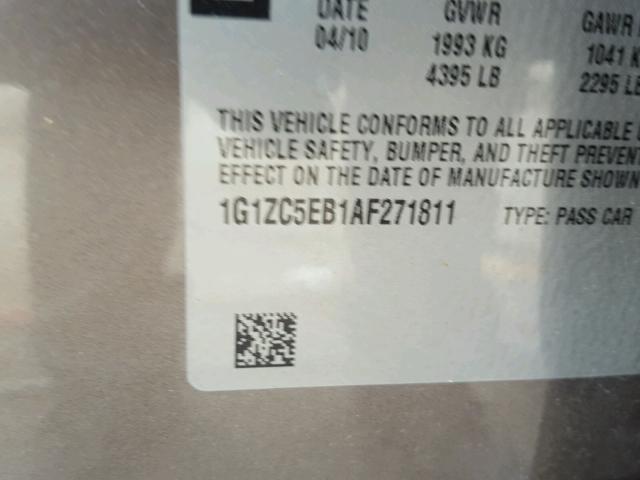 DATE GVWR GAWR
04/10 1993 KG 1041 K
4395 LB 2295 LB
THIS VEHICLE CONFORMS TO ALL APPLICABLE
VEHICLE SAFETY, BUMPER, AND THEFT PREVENT
EFFECT ON THE DATE OF MANUFACTURE SHOWN
1G1ZC5EB1AF271811 TYPE: PASS CAR